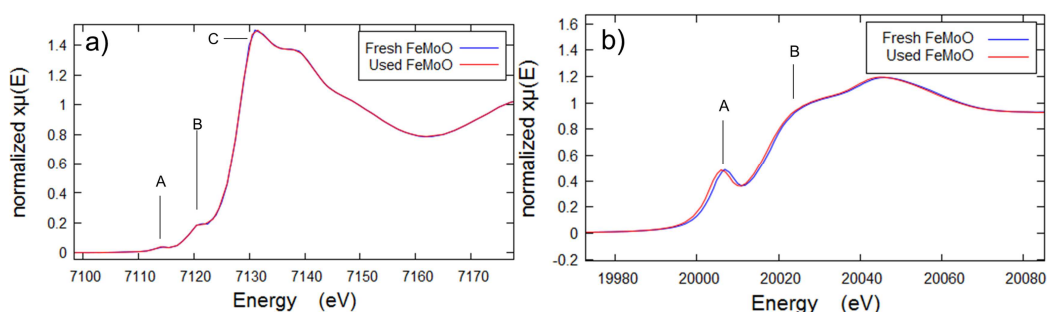 a)
C
B
A
Fresh FeMoO
Used FeMoO
normalized xμ(E)
1.4
1.2
1
0.8
0.6
0.4
0.2
0
7100 7110 7120 7130 7140 7150 7160 7170
Energy (eV)
b)
B
A
Fresh FeMoO
Used FeMoO
normalized xμ(E)
1.6
1.4
1.2
1.0
0.8
0.6
0.4
0.2
0
-0.2
19980 20000 20020 20040 20060 20080
Energy (eV)